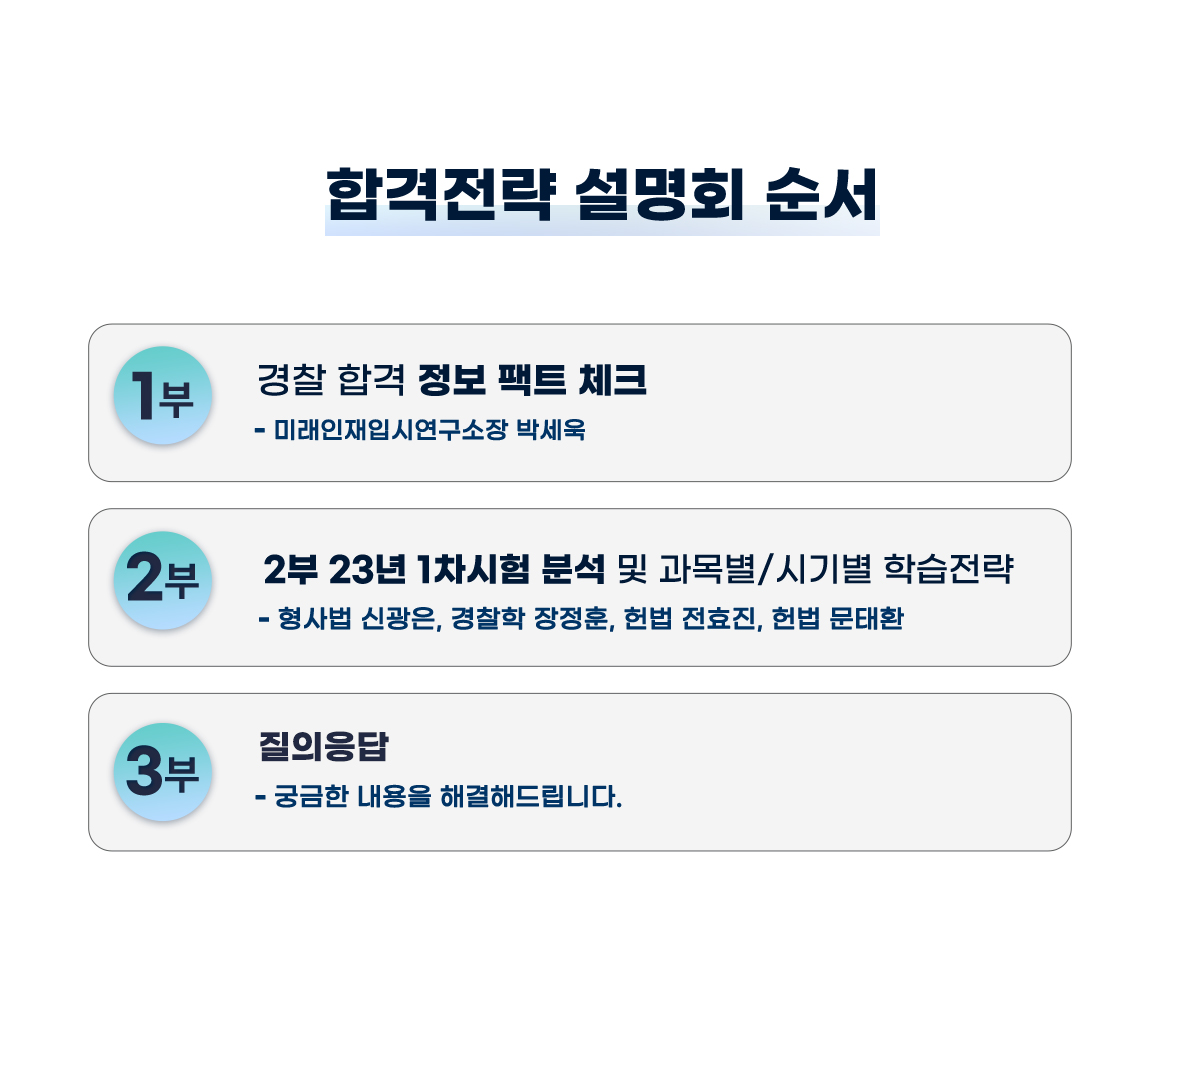 합격전략 설명회 순서
1부
경찰 합격 정보 팩트 체크
- 미래인재입시연구소장 박세욱
2부
2부 23년 1차시험 분석 및 과목별/시기별 학습전략
- 형사법 신광은, 경찰학 장정훈, 헌법 전효진, 헌법 문태환
3부
질의응답
- 궁금한 내용을 해결해드립니다.